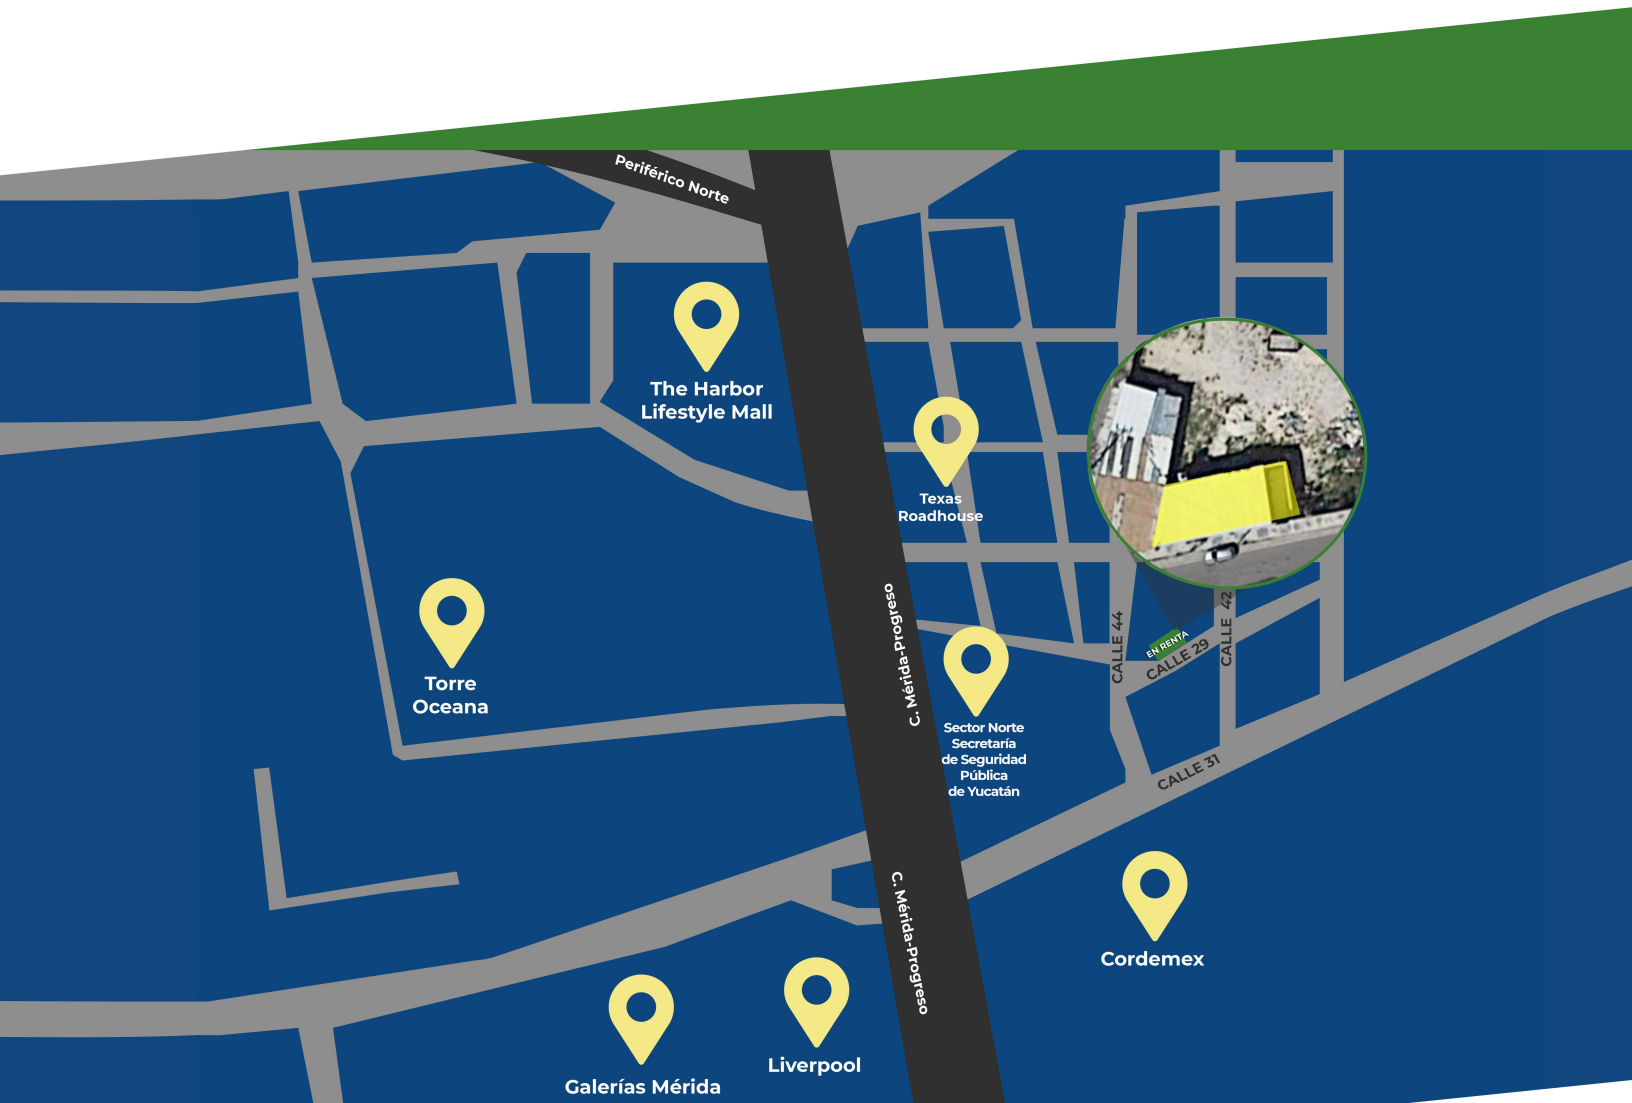 Periférico Norte
The Harbor
Lifestyle Mall
Texas
Roadhouse
C. Mérida-Progreso
CALLE 44
EN RENTA
CALLE 29
CALLE 42
Torre
Oceana
Sector Norte
Secretaría
de Seguridad
Pública
de Yucatán
CALLE 31
C. Mérida-Progreso
Cordemex
Liverpool
Galerías Mérida